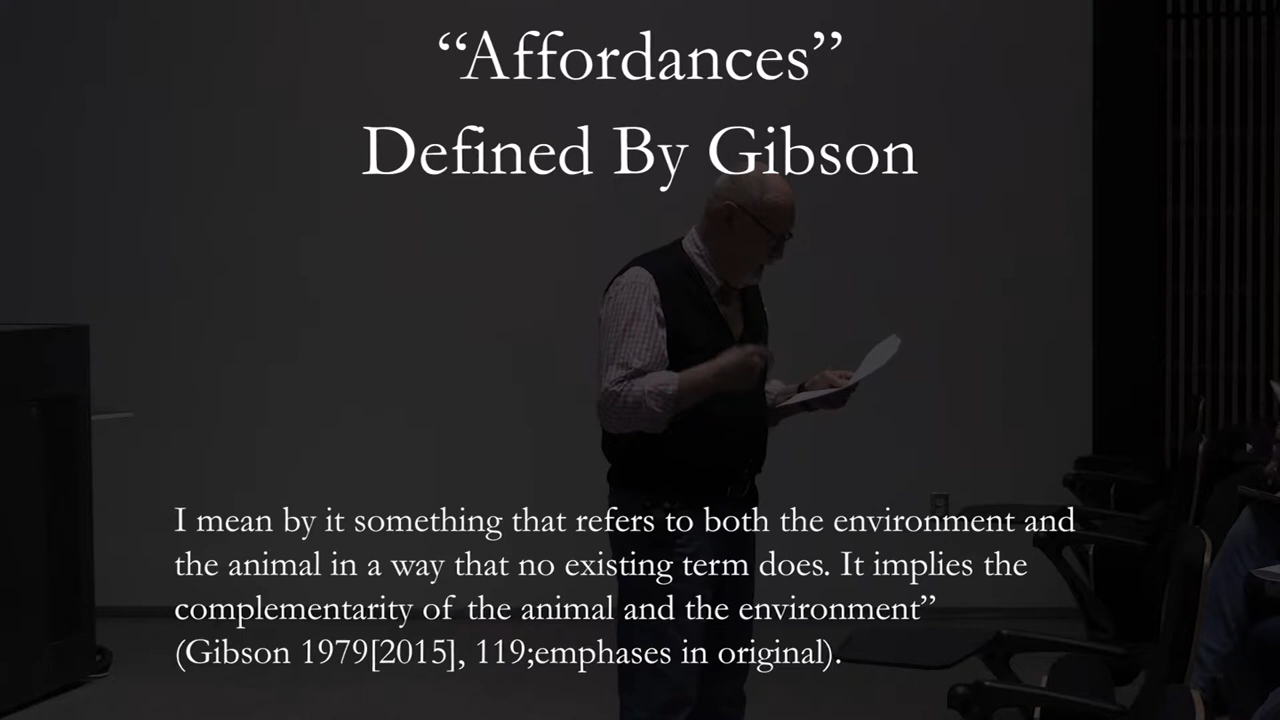 “Affordances”
Defined By Gibson
I mean by it something that refers to both the environment and
the animal in a way that no existing term does. It implies the
complementarity of the animal and the environment”
(Gibson 1979[2015], 119;emphases in original).